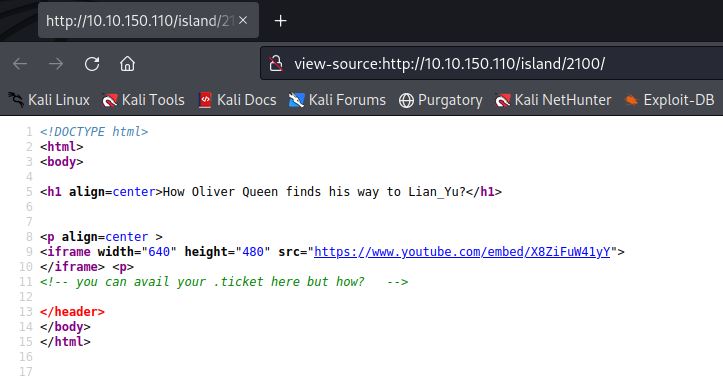 http://10.10.150.110/island/21
view-source:http://10.10.150.110/island/2100/
Kali Linux Kali Tools Kali Docs Kali Forums Purgatory Kali NetHunter Exploit-DB
1 <!DOCTYPE html>
2 <html>
3 <body>
4
5 <h1 align=center>How Oliver Queen finds his way to Lian_Yu?</h1>
6
7
8 <p align=center >
9 <iframe width="640" height="480" src="https://www.youtube.com/embed/X8ZiFuW41yY">
10 </iframe> <p>
11 <!-- you can avail your .ticket here but how?   -->
12
13 </header>
14 </body>
15 </html>
16
17